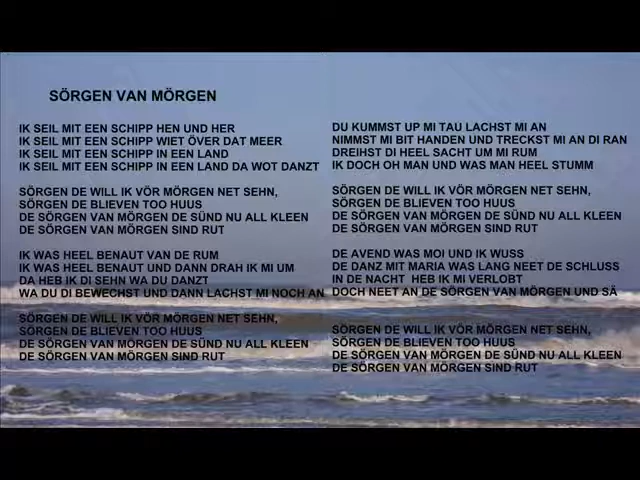 SÖRGEN VAN MÖRGEN
IK SEIL MIT EEN SCHIPP HEN UND HER
IK SEIL MIT EEN SCHIPP WIET ÖVER DAT MEER
IK SEIL MIT EEN SCHIPP IN EEN LAND
IK SEIL MIT EEN SCHIPP IN EEN LAND DA WOT DANZT
SÖRGEN DE WILL IK VÖR MÖRGEN NET SEHN,
SÖRGEN DE BLIEVEN TOO HUUS
DE SÖRGEN VAN MÖRGEN DE SÜND NU ALL KLEEN
DE SÖRGEN VAN MÖRGEN SIND RUT
IK WAS HEEL BENAUT VAN DE RUM
IK WAS HEEL BENAUT UND DANN DRAH IK MI UM
DA HEB IK DI SEHN WA DU DANZT
WA DU DI BEWECHST UND DANN LACHST MI NOCH AN
SÖRGEN DE WILL IK VÖR MÖRGEN NET SEHN,
SÖRGEN DE BLIEVEN TOO HUUS
DE SÖRGEN VAN MÖRGEN DE SÜND NU ALL KLEEN
DE SÖRGEN VAN MÖRGEN SIND RUT
DU KUMMST UP MI TAU LACHST MI AN
NIMMST MI BIT HANDEN UND TRECKST MI AN DI RAN
DREIHST DI HEEL SACHT UM MI RUM
IK DOCH OH MAN UND WAS MAN HEEL STUMM
SÖRGEN DE WILL IK VÖR MÖRGEN NET SEHN,
SÖRGEN DE BLIEVEN TOO HUUS
DE SÖRGEN VAN MÖRGEN DE SÜND NU ALL KLEEN
DE SÖRGEN VAN MÖRGEN SIND RUT
DE AVEND WAS MOI UND IK WUSS
DE DANZ MIT MARIA WAS LANG NEET DE SCHLUSS
IN DE NACHT HEB IK MI VERLOBT
DOCH NEET AN DE SÖRGEN VAN MÖRGEN UND SÄ
SÖRGEN DE WILL IK VÖR MÖRGEN NET SEHN,
SÖRGEN DE BLIEVEN TOO HUUS
DE SÖRGEN VAN MÖRGEN DE SÜND NU ALL KLEEN
DE SÖRGEN VAN MÖRGEN SIND RUT